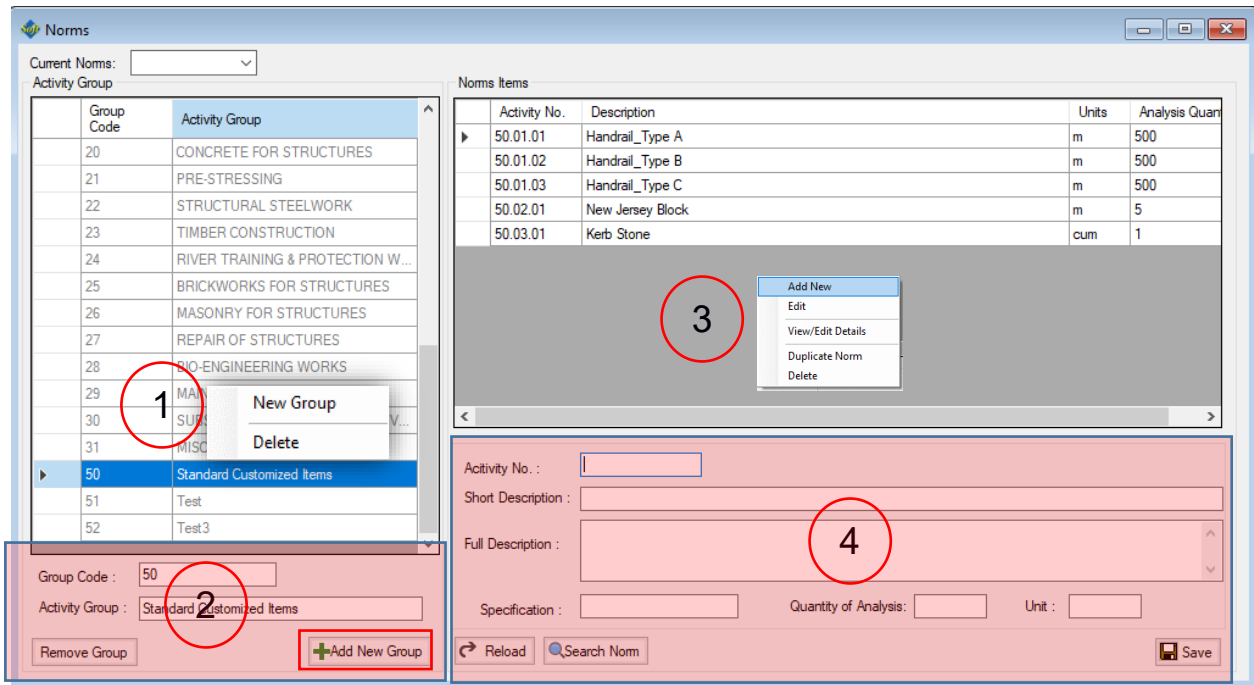 Norms
Current Norms:
Activity Group
Group Code Activity Group
20 CONCRETE FOR STRUCTURES
21 PRE-STRESSING
22 STRUCTURAL STEELWORK
23 TIMBER CONSTRUCTION
24 RIVER TRAINING & PROTECTION W...
25 BRICKWORKS FOR STRUCTURES
26 MASONRY FOR STRUCTURES
27 REPAIR OF STRUCTURES
28 BIO-ENGINEERING WORKS
29 MAIN
30 SUBS V...
31 MISC
50 Standard Customized Items
51 Test
52 Test3
1
New Group
Delete
Group Code : 50
Activity Group : Standard Customized Items
2
Remove Group Add New Group
Norms Items
Activity No. Description Units Analysis Quan
50.01.01 Handrail_Type A m 500
50.01.02 Handrail_Type B m 500
50.01.03 Handrail_Type C m 500
50.02.01 New Jersey Block m 5
50.03.01 Kerb Stone cum 1
3
Add New
Edit
View/Edit Details
Duplicate Norm
Delete
Acitivity No. :
Short Description :
Full Description :
4
Specification : Quantity of Analysis: Unit :
Reload Search Norm Save